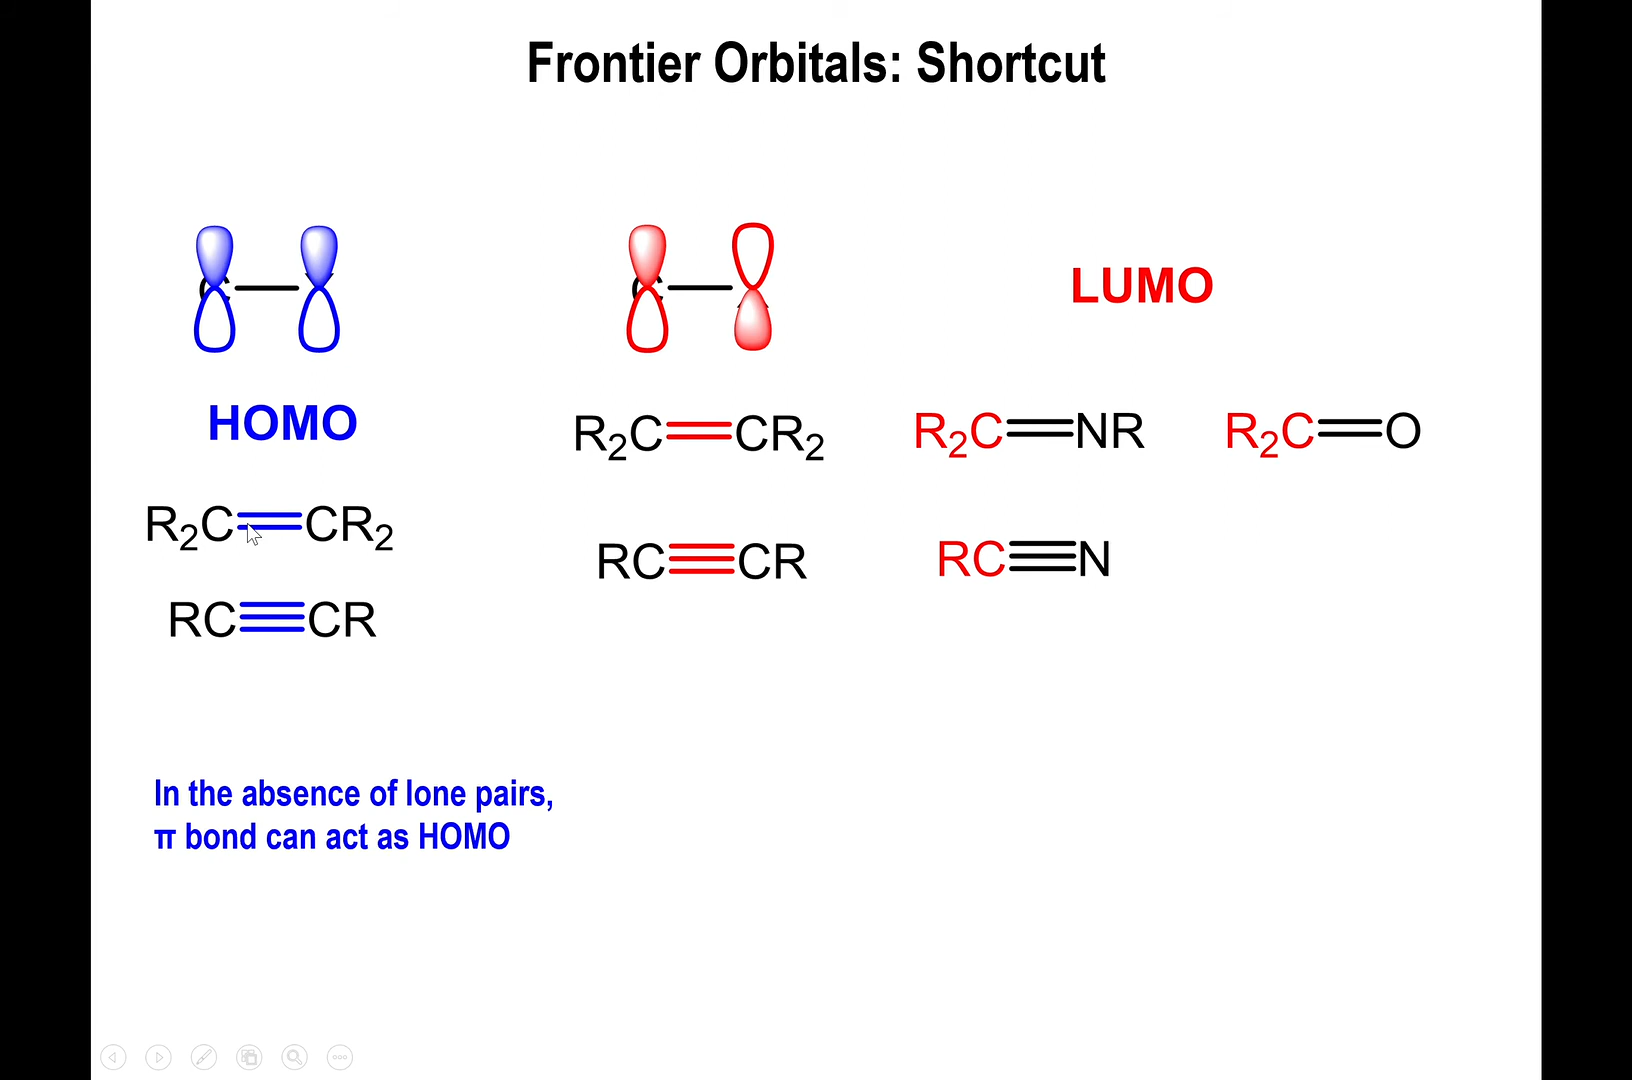 Frontier Orbitals: Shortcut
LUMO
HOMO
R₂C=CR₂
R₂C=NR
R₂C=O
R₂C=CR₂
RC≡CR
RC≡N
RC≡CR
In the absence of lone pairs,
π bond can act as HOMO